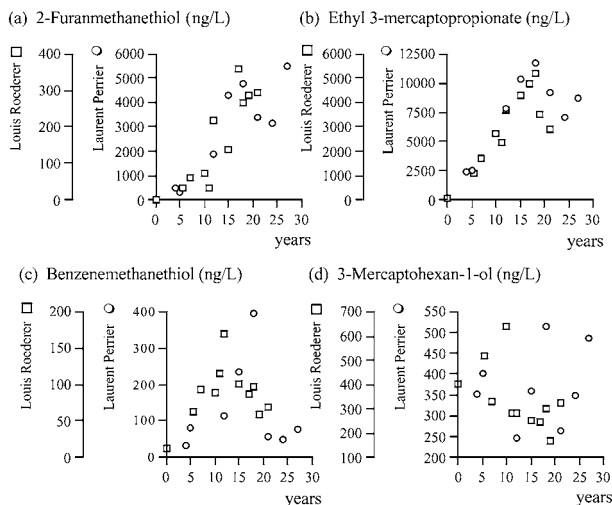 (a) 2-Furanmethanethiol (ng/L)
Louis Roederer
400
300
200
100
0
Laurent Perrier
6000
5000
4000
3000
2000
1000
0
0 5 10 15 20 25 30
years
(b) Ethyl 3-mercaptopropionate (ng/L)
Louis Roederer
6000
5000
4000
3000
2000
1000
0
Laurent Perrier
12500
10000
7500
5000
2500
0
0 5 10 15 20 25 30
years
(c) Benzenemethanethiol (ng/L)
Louis Roederer
200
150
100
50
0
Laurent Perrier
400
300
200
100
0
0 5 10 15 20 25 30
years
(d) 3-Mercaptohexan-1-ol (ng/L)
Louis Roederer
700
600
500
400
300
200
100
Laurent Perrier
550
500
450
400
350
300
250
200
0 5 10 15 20 25 30
years